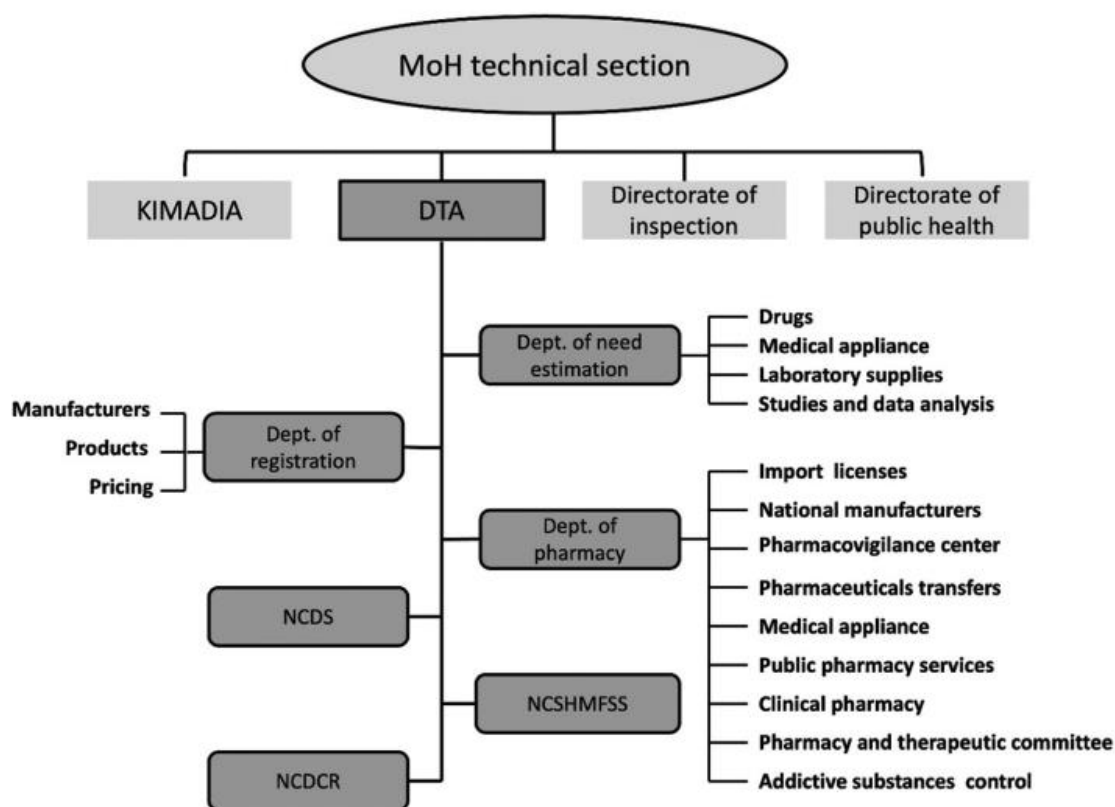 MoH technical section
KIMADIA
DTA
Directorate of
inspection
Directorate of
public health
Dept. of need
estimation
Drugs
Medical appliance
Laboratory supplies
Studies and data analysis
Manufacturers
Products
Pricing
Dept. of
registration
Dept. of
pharmacy
Import licenses
National manufacturers
Pharmacovigilance center
Pharmaceuticals transfers
Medical appliance
Public pharmacy services
Clinical pharmacy
Pharmacy and therapeutic committee
Addictive substances control
NCDS
NCSHMFSS
NCDCR